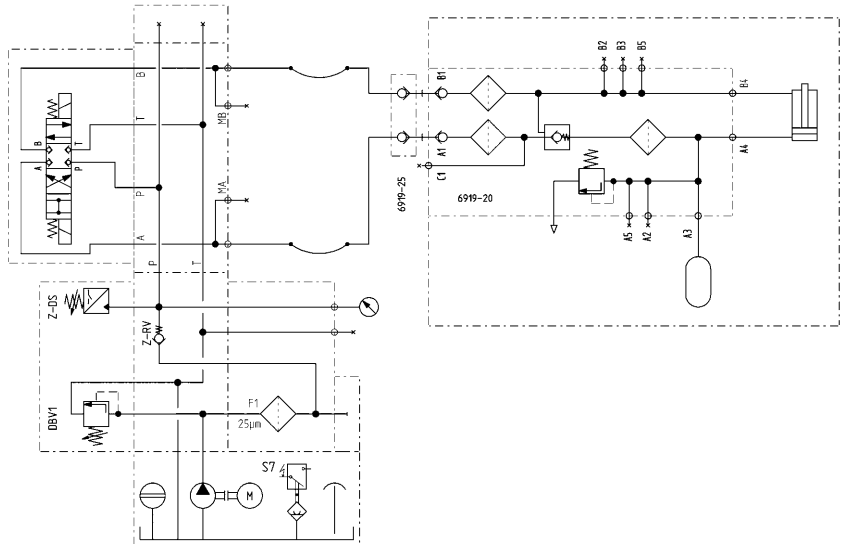 B2
B3
B5
B
B1
B4
T
MB
B
T
A
P
A1
A4
C1
P
MA
6919-25
6919-20
A
A5
A2
A3
P
T
Z-DS
Z-RV
DBV1
F1
25µm
S7
M